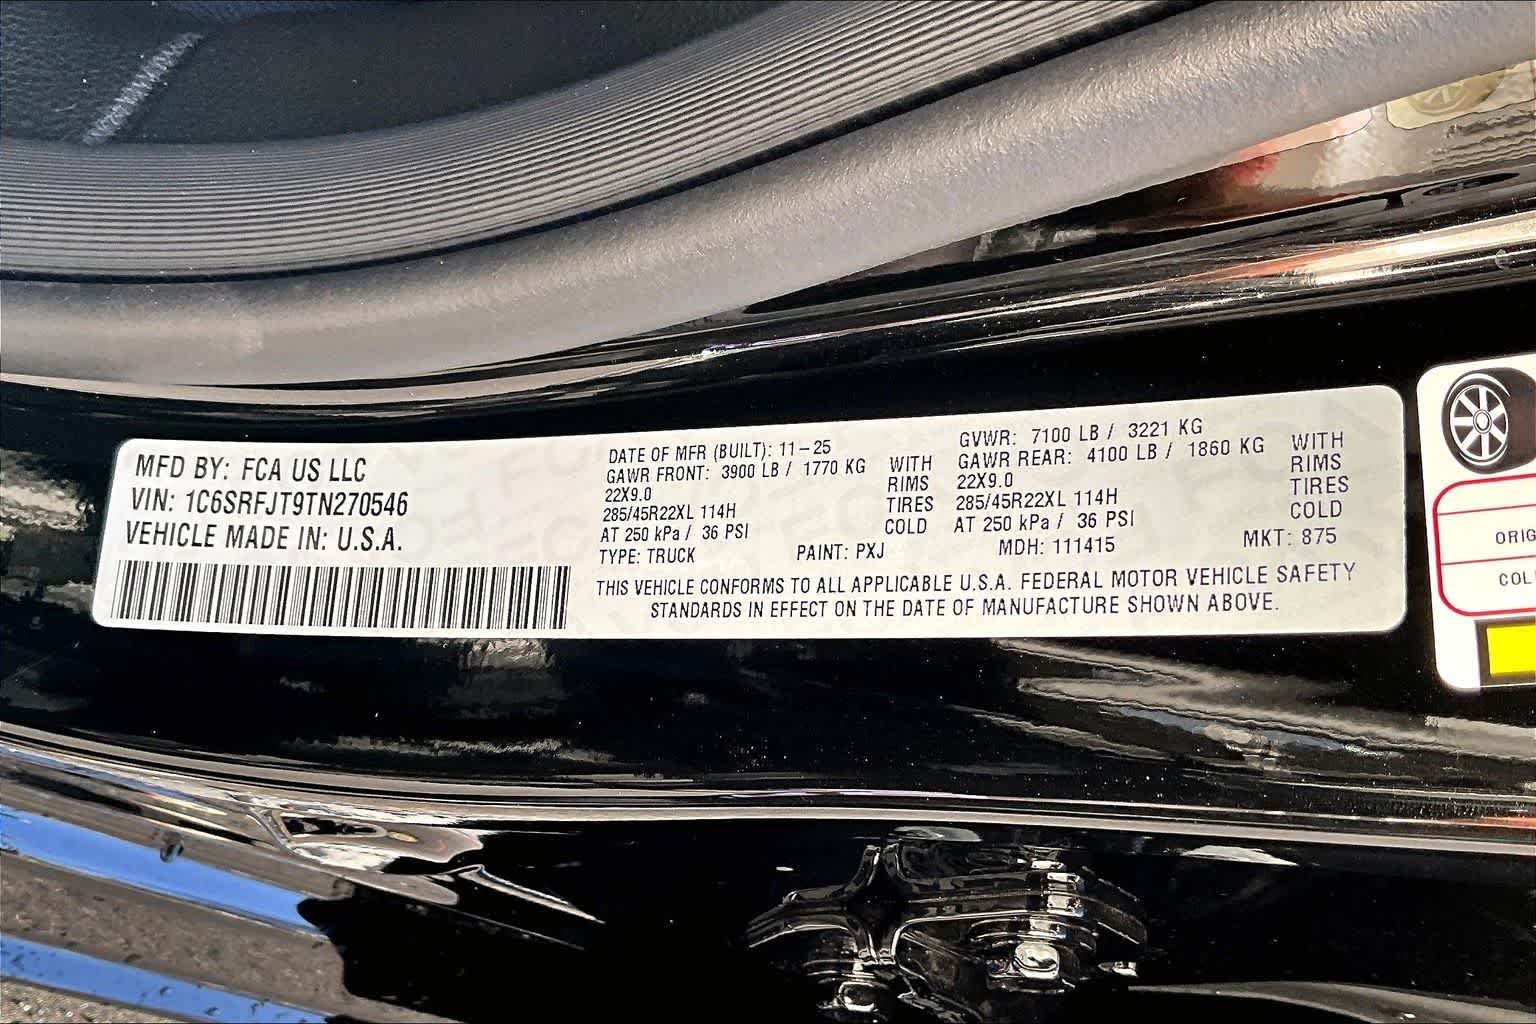 MFD BY: FCA US LLC
VIN: 1C6SRFJT9TN270546
VEHICLE MADE IN: U.S.A.
DATE OF MFR (BUILT): 11-25
GAWR FRONT: 3900 LB / 1770 KG WITH
22X9.0 RIMS
285/45R22XL 114H TIRES
AT 250 kPa / 36 PSI COLD
GVWR: 7100 LB / 3221 KG
GAWR REAR: 4100 LB / 1860 KG WITH
22X9.0 RIMS
285/45R22XL 114H TIRES
AT 250 kPa / 36 PSI COLD
TYPE: TRUCK PAINT: PXJ MDH: 111415 MKT: 875
THIS VEHICLE CONFORMS TO ALL APPLICABLE U.S.A. FEDERAL MOTOR VEHICLE SAFETY
STANDARDS IN EFFECT ON THE DATE OF MANUFACTURE SHOWN ABOVE.
ORIG
COL